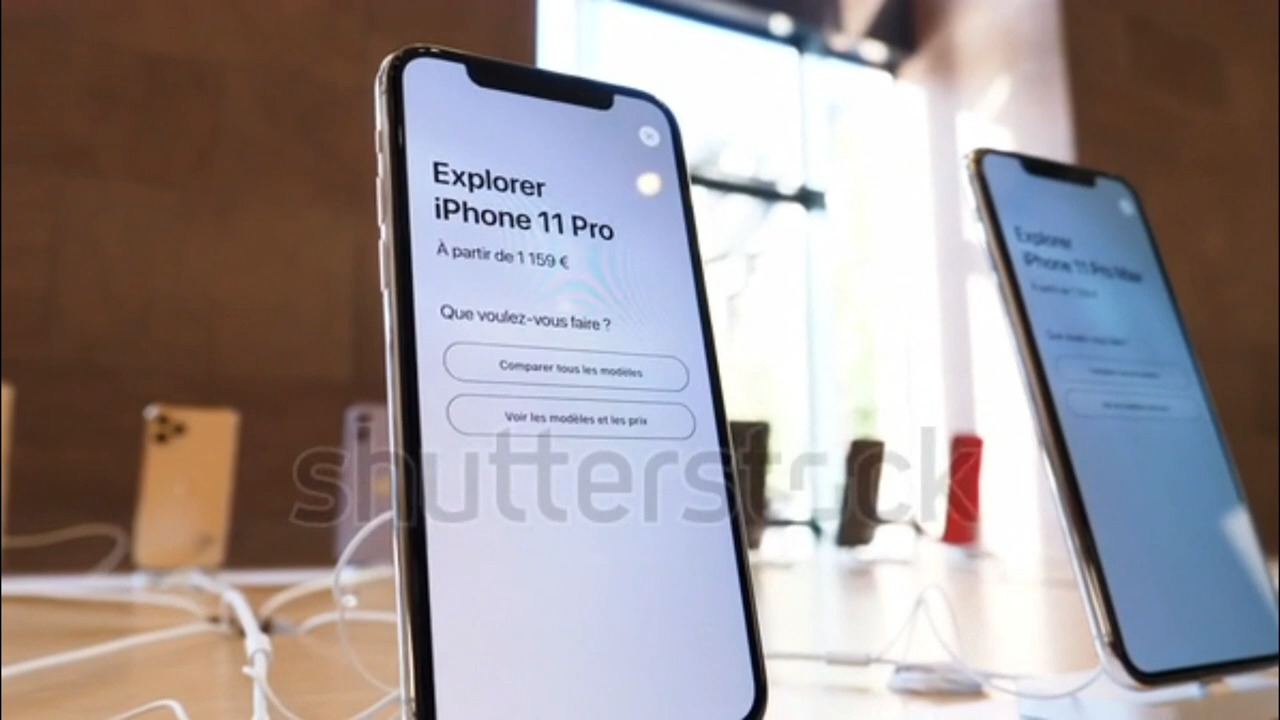 Explorer
iPhone 11 Pro
À partir de 1 159 €
Que voulez-vous faire ?
Comparer tous les modèles
Voir les modèles et les prix
Explorer
iPhone 11 Pro Max
shutterstock